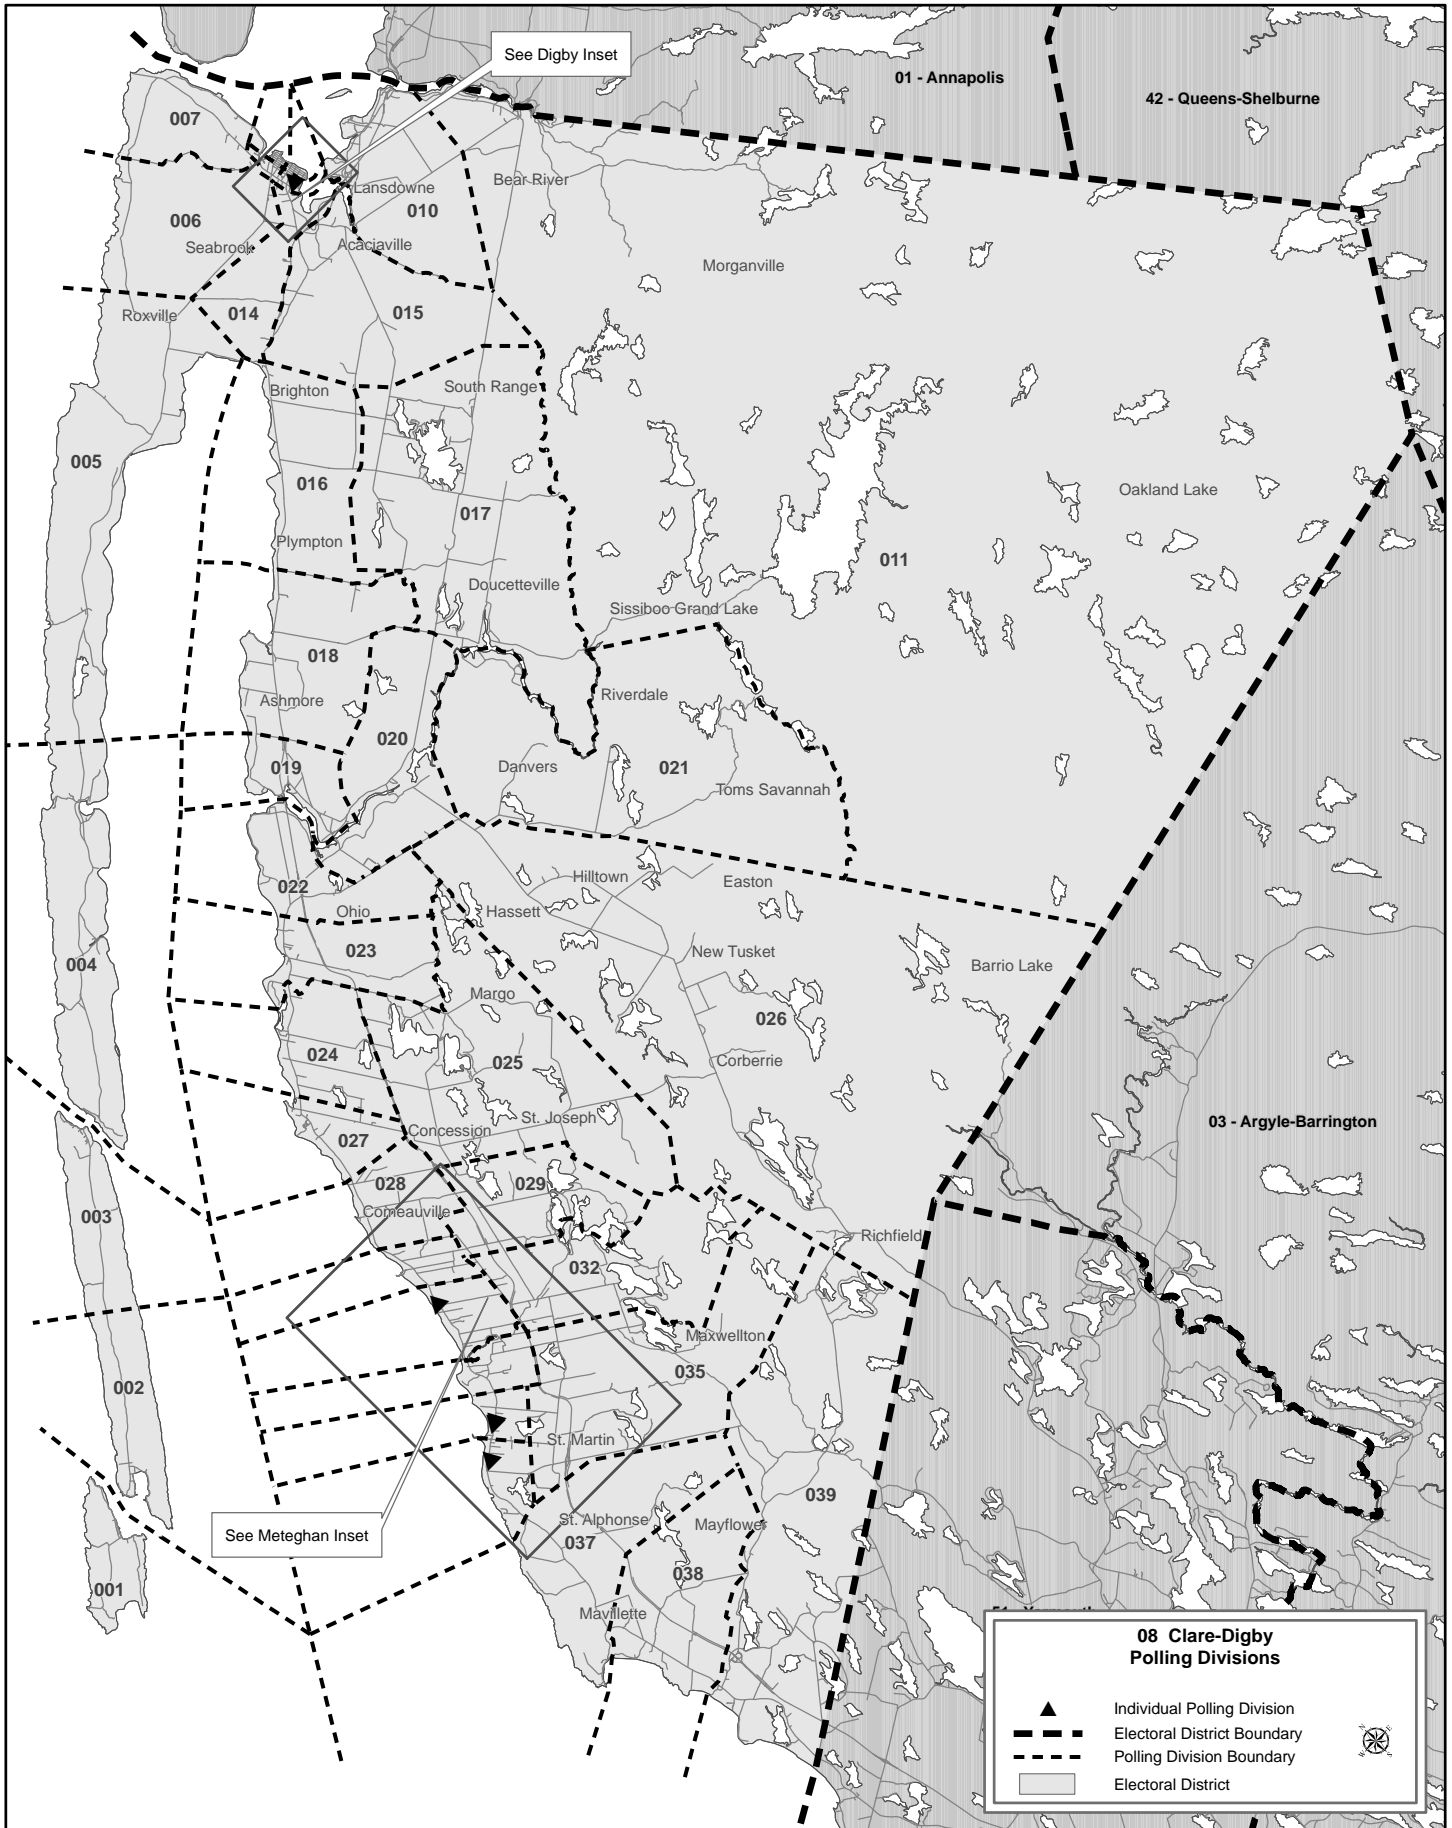 See Digby Inset
01 - Annapolis
42 - Queens-Shelburne
007
Lansdowne
Bear River
010
006
Seabrook
Acaciaville
Morganville
Roxville
014
015
Brighton
South Range
005
016
Oakland Lake
017
Plympton
011
Doucetteville
Sissiboo Grand Lake
018
Riverdale
Ashmore
020
019
Danvers
021
Toms Savannah
022
Hilltown
Easton
Ohio
Hassett
023
New Tusket
004
Barrio Lake
Margo
026
024
025
Corberrie
St. Joseph
Concession
03 - Argyle-Barrington
027
028
029
003
Comeauville
Richfield
032
Maxwellton
035
002
St. Martin
039
See Meteghan Inset
St. Alphonse
Mayflower
037
038
001
Mavillette
08 Clare-Digby
Polling Divisions
Individual Polling Division
Electoral District Boundary
Polling Division Boundary
Electoral District